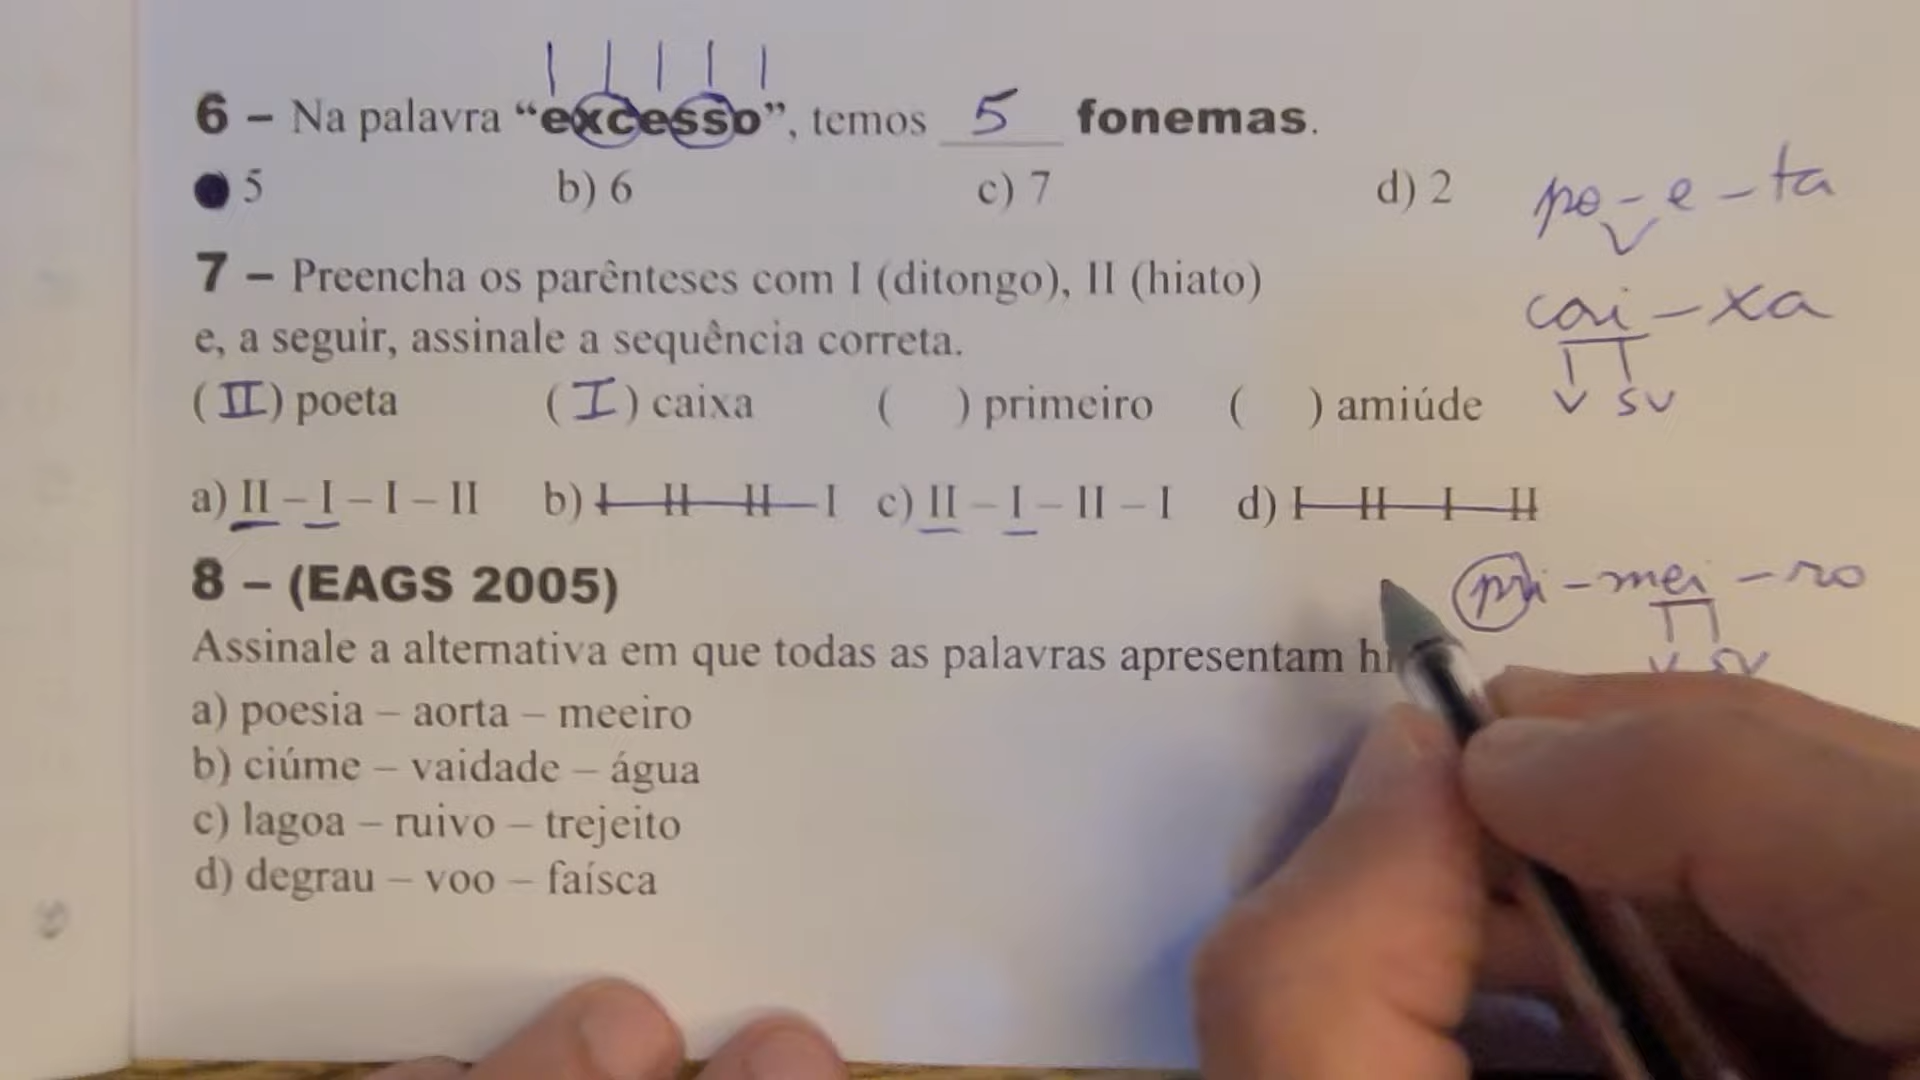 6 – Na palavra “excesso”, temos 5 fonemas.
5 b) 6 c) 7 d) 2
po - e - ta
V
7 – Preencha os parênteses com I (ditongo), II (hiato)
e, a seguir, assinale a sequência correta.
cai - xa
V SV
(II) poeta (I) caixa ( ) primeiro ( ) amiúde
a) II – I – I – II b) I – II – II – I c) II – I – II – I d) I – II – I – II
pri - mei - ro
V SV
8 – (EAGS 2005)
Assinale a alternativa em que todas as palavras apresentam
a) poesia – aorta – meeiro
b) ciúme – vaidade – água
c) lagoa – ruivo – trejeito
d) degrau – voo – faísca